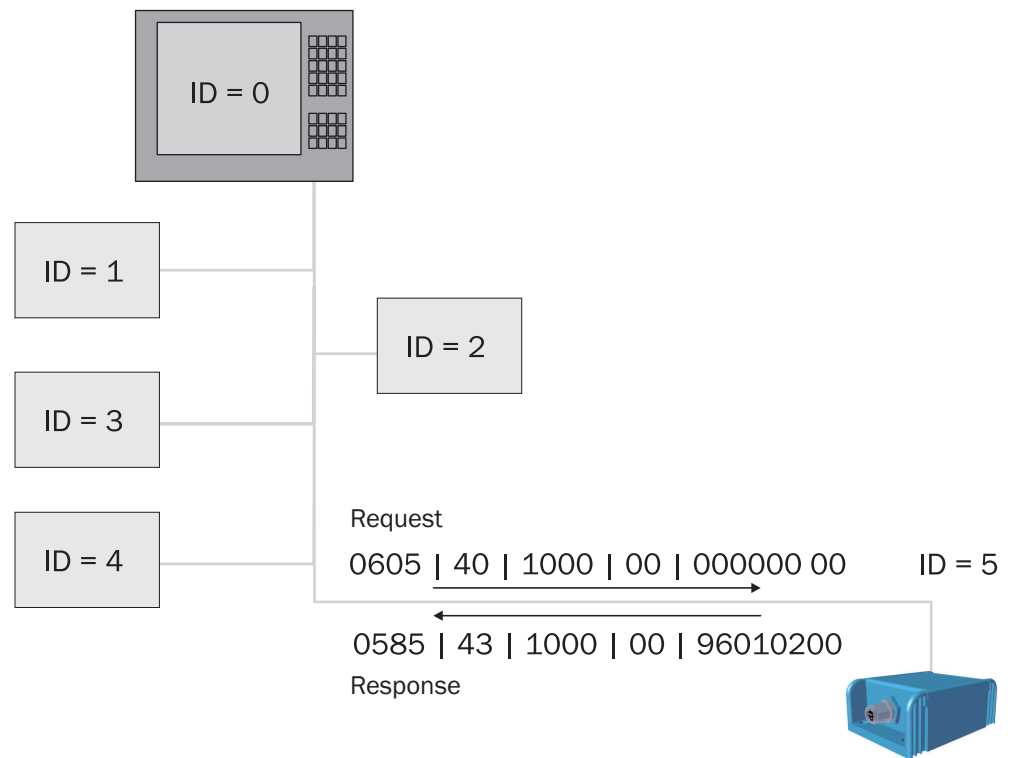 ID = 0
ID = 1
ID = 2
ID = 3
ID = 4
Request
0605 | 40 | 1000 | 00 | 000000 00
ID = 5
0585 | 43 | 1000 | 00 | 96010200
Response